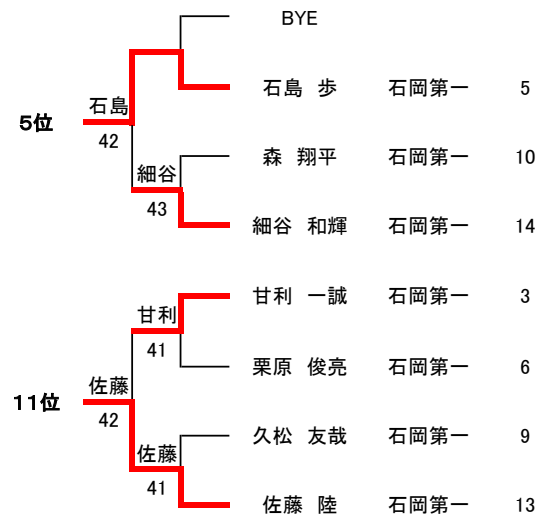 BYE
石島 歩 石岡第一 5
石島
5位
42
森 翔平 石岡第一 10
細谷
43
細谷 和輝 石岡第一 14
甘利 一誠 石岡第一 3
甘利
41
栗原 俊亮 石岡第一 6
佐藤
11位
42
久松 友哉 石岡第一 9
佐藤
41
佐藤 陸 石岡第一 13